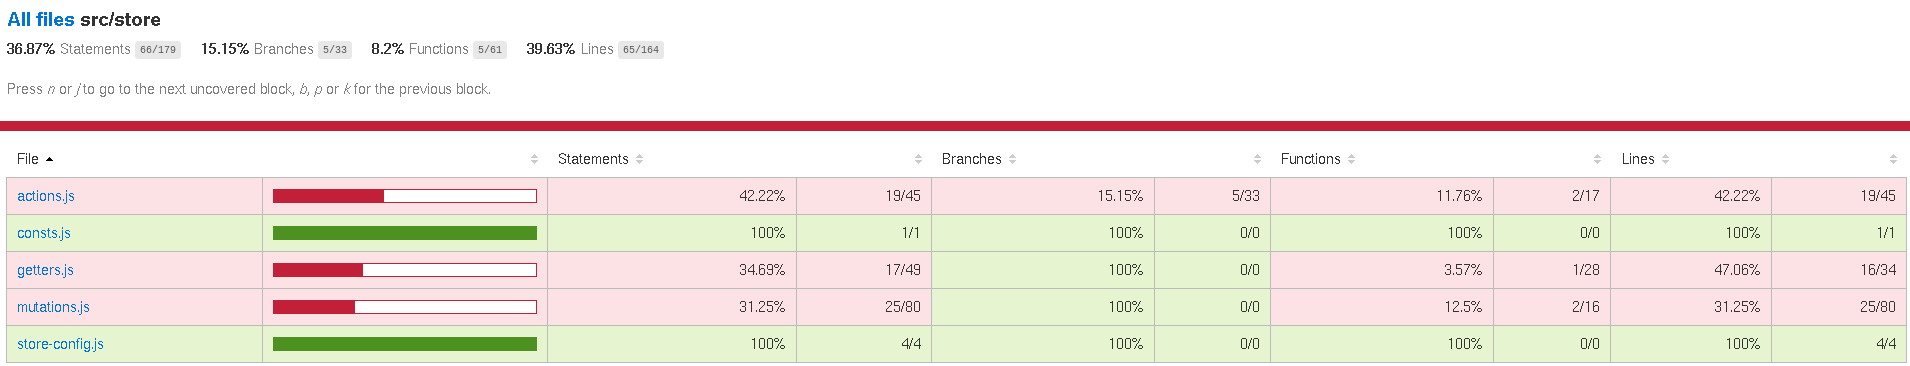 All files src/store
36.87% Statements 66/179 15.15% Branches 5/33 8.2% Functions 5/61 39.63% Lines 65/164
Press n or j to go to the next uncovered block, b, p or k for the previous block.
File Statements Branches Functions Lines
actions.js 42.22% 19/45 15.15% 5/33 11.76% 2/17 42.22% 19/45
consts.js 100% 1/1 100% 0/0 100% 0/0 100% 1/1
getters.js 34.69% 17/49 100% 0/0 3.57% 1/28 47.06% 16/34
mutations.js 31.25% 25/80 100% 0/0 12.5% 2/16 31.25% 25/80
store-config.js 100% 4/4 100% 0/0 100% 0/0 100% 4/4